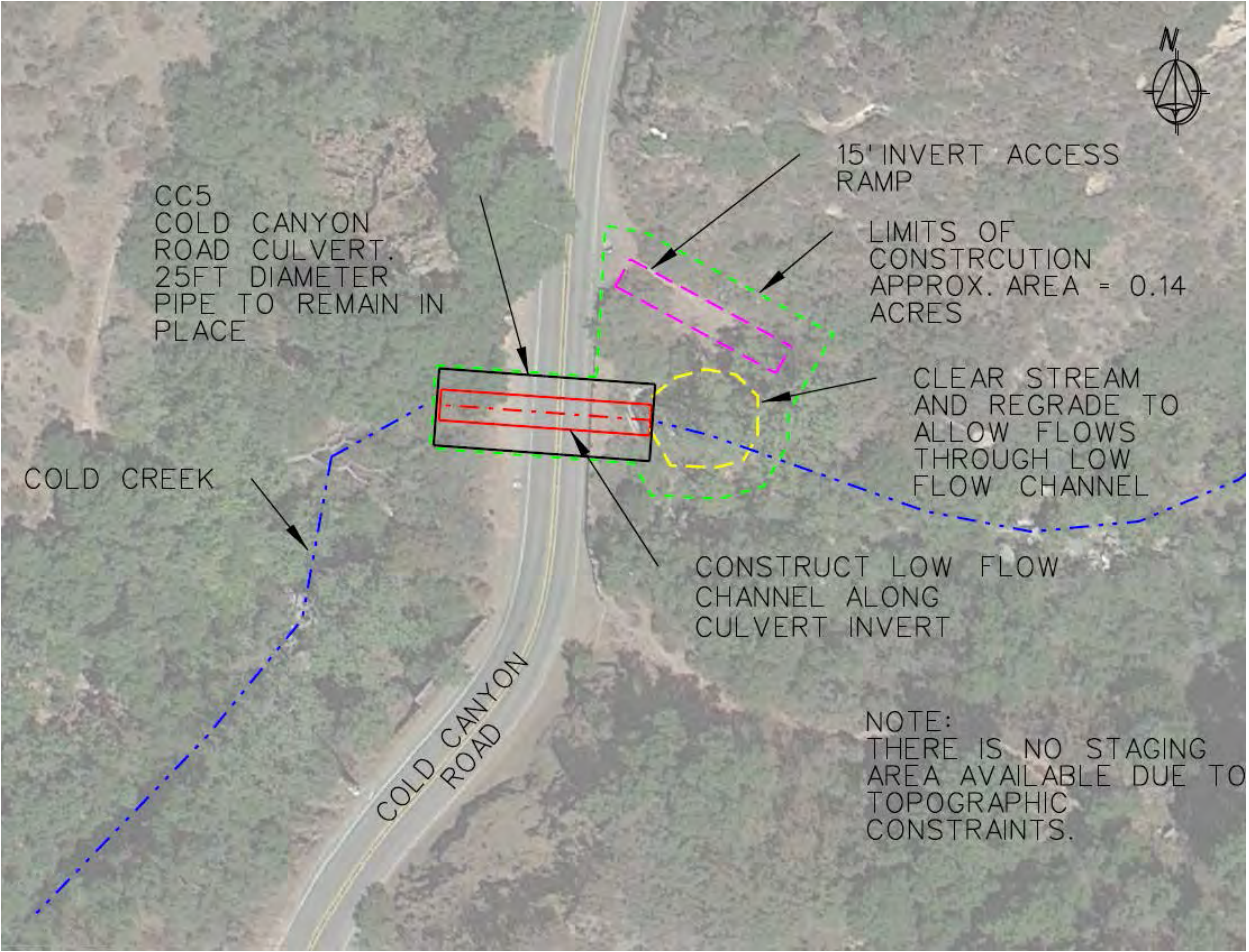 N
15' INVERT ACCESS
RAMP
CC5
COLD CANYON
ROAD CULVERT.
25FT DIAMETER
PIPE TO REMAIN IN
PLACE
LIMITS OF
CONSTRCUTION
APPROX. AREA = 0.14
ACRES
CLEAR STREAM
AND REGRADE TO
ALLOW FLOWS
THROUGH LOW
FLOW CHANNEL
COLD CREEK
CONSTRUCT LOW FLOW
CHANNEL ALONG
CULVERT INVERT
COLD CANYON
ROAD
NOTE:
THERE IS NO STAGING
AREA AVAILABLE DUE TO
TOPOGRAPHIC
CONSTRAINTS.